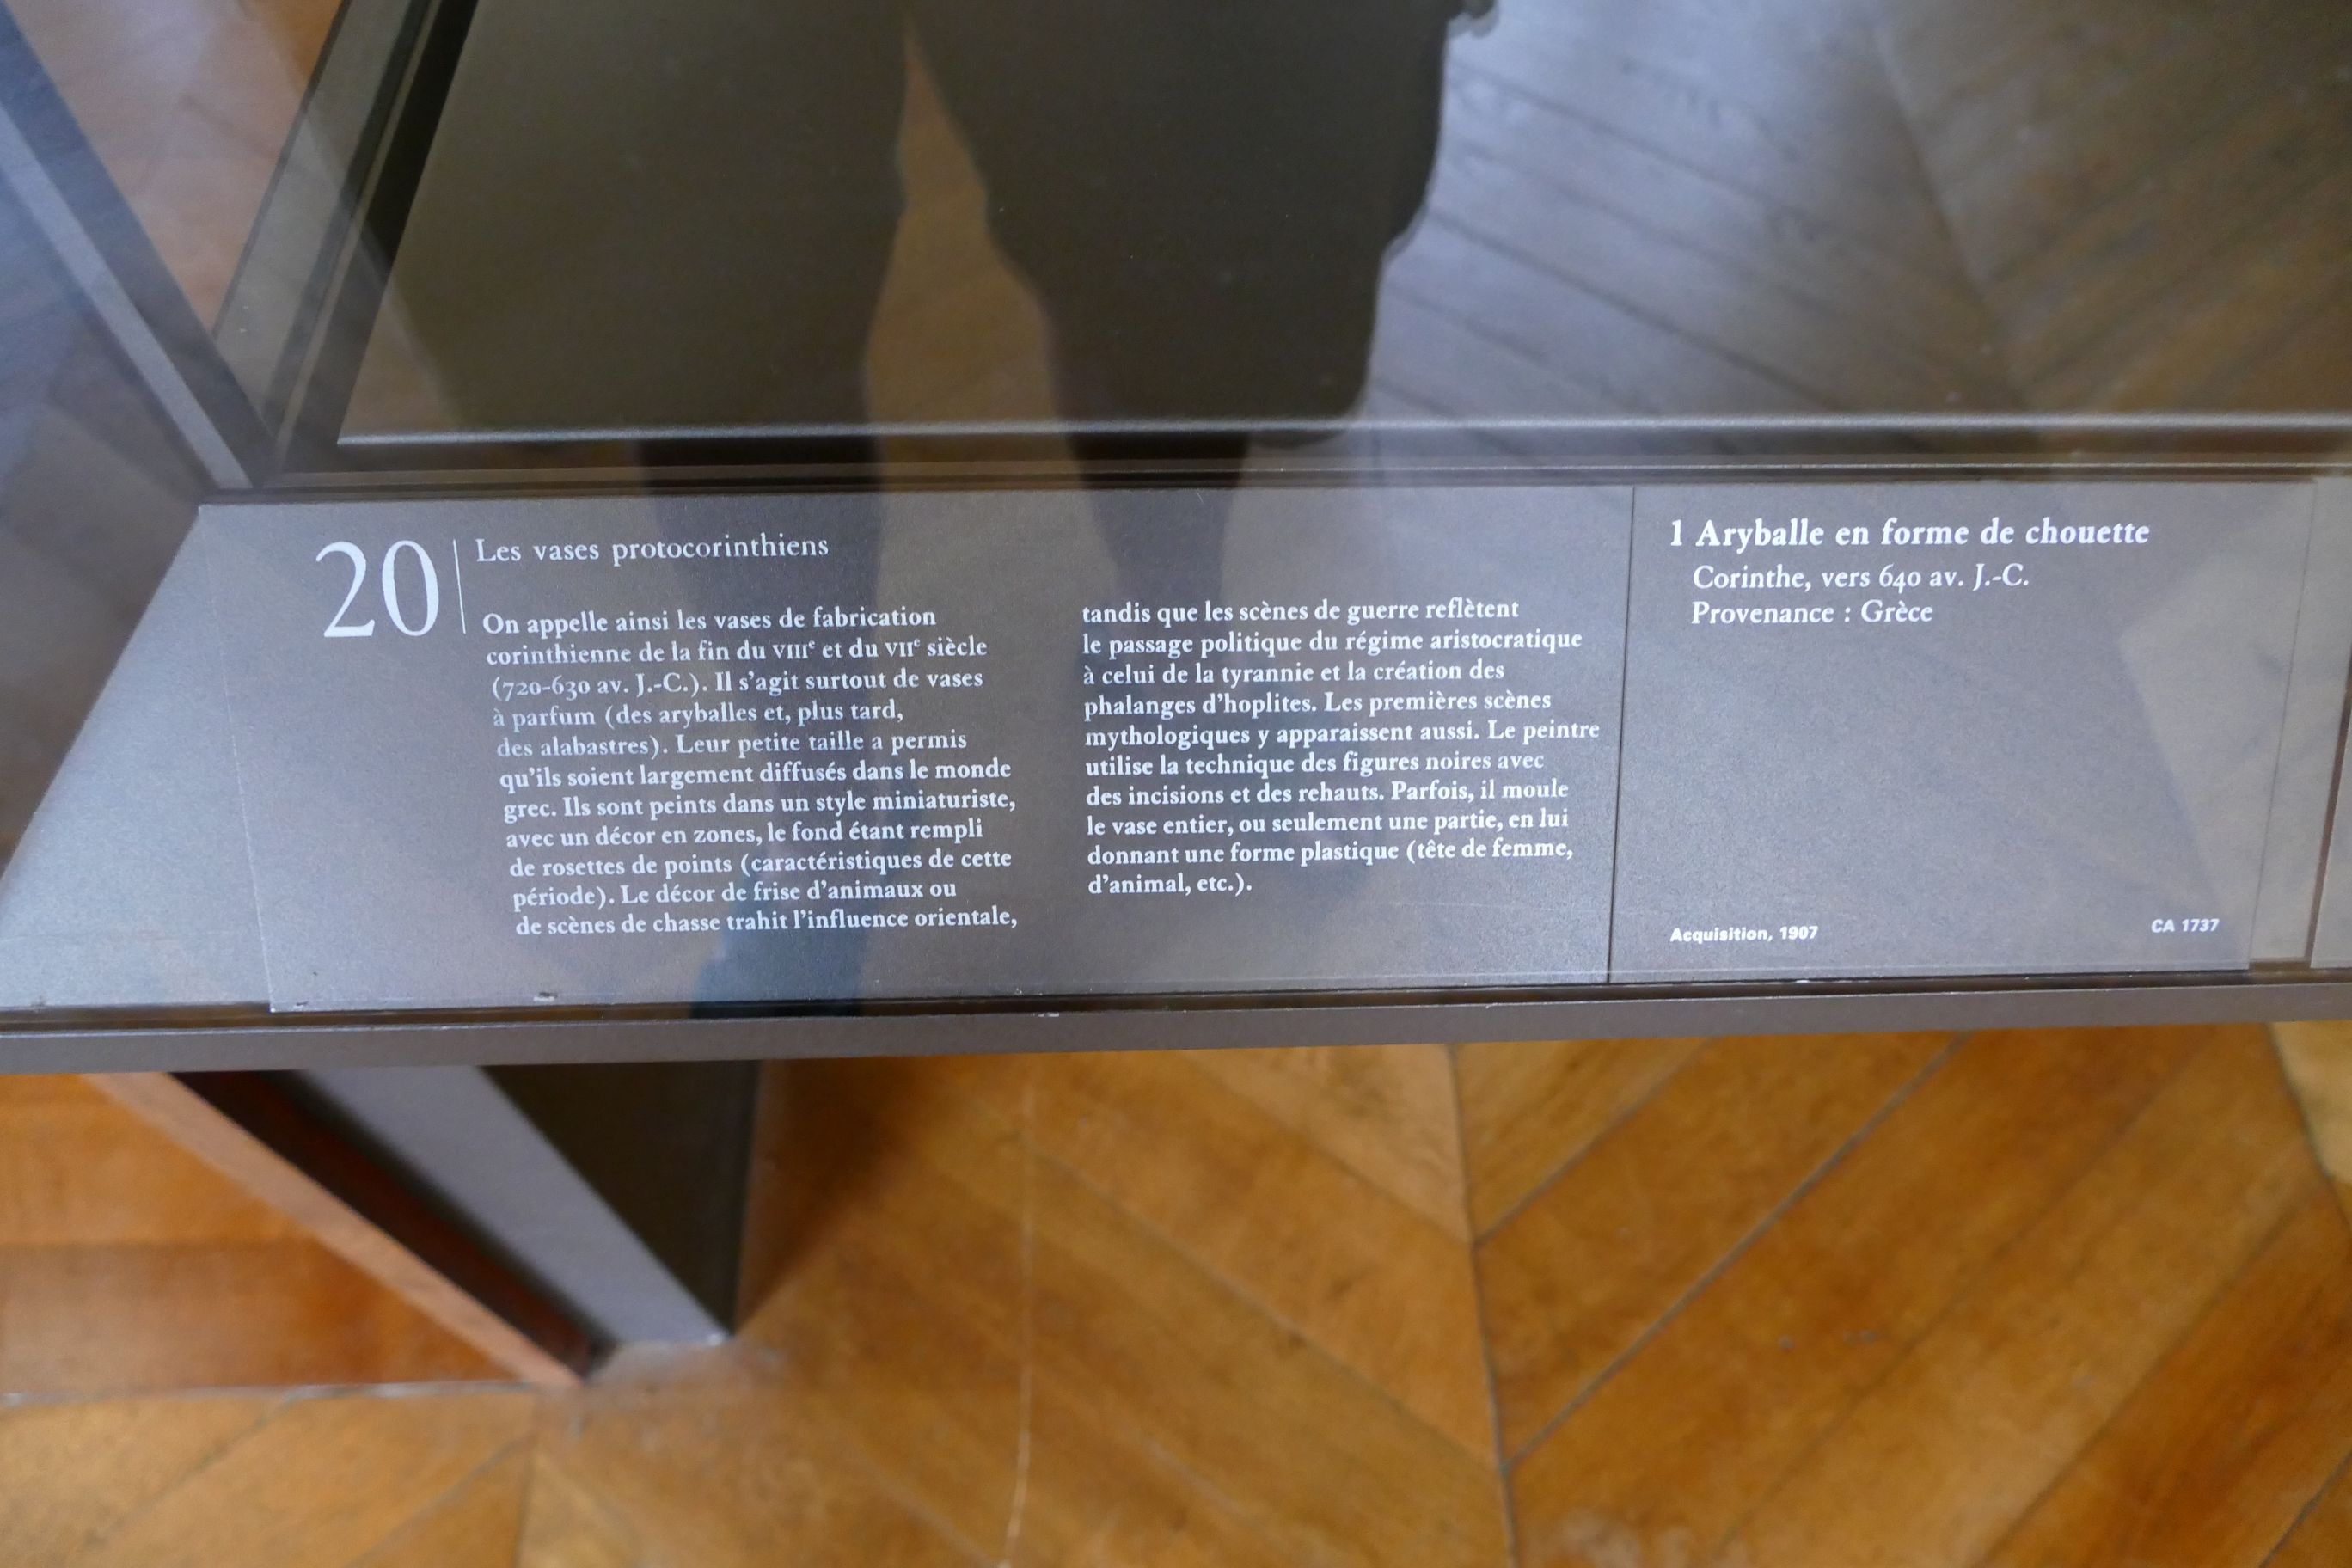 20
Les vases protocorinthiens
On appelle ainsi les vases de fabrication
corinthienne de la fin du VIIIe et du VIIe siècle
(720-630 av. J.-C.). Il s'agit surtout de vases
à parfum (des aryballes et, plus tard,
des alabastres). Leur petite taille a permis
qu'ils soient largement diffusés dans le monde
grec. Ils sont peints dans un style miniaturiste,
avec un décor en zones, le fond étant rempli
de rosettes de points (caractéristiques de cette
période). Le décor de frise d'animaux ou
de scènes de chasse trahit l'influence orientale,
tandis que les scènes de guerre reflètent
le passage politique du régime aristocratique
à celui de la tyrannie et la création des
phalanges d'hoplites. Les premières scènes
mythologiques y apparaissent aussi. Le peintre
utilise la technique des figures noires avec
des incisions et des rehauts. Parfois, il moule
le vase entier, ou seulement une partie, en lui
donnant une forme plastique (tête de femme,
d'animal, etc.).
1 Aryballe en forme de chouette
Corinthe, vers 640 av. J.-C.
Provenance : Grèce
Acquisition, 1907
CA 1737